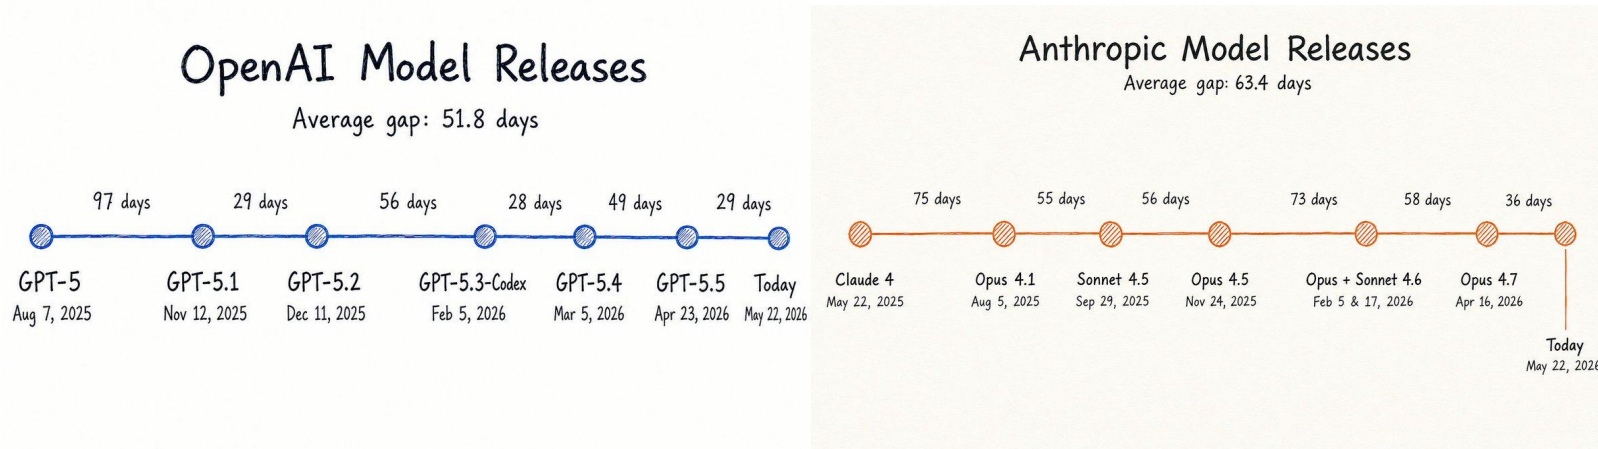 OpenAI Model Releases
Average gap: 51.8 days
97 days
29 days
56 days
28 days
49 days
29 days
GPT-5
Aug 7, 2025
GPT-5.1
Nov 12, 2025
GPT-5.2
Dec 11, 2025
GPT-5.3-Codex
Feb 5, 2026
GPT-5.4
Mar 5, 2026
GPT-5.5
Apr 23, 2026
Today
May 22, 2026
Anthropic Model Releases
Average gap: 63.4 days
75 days
55 days
56 days
73 days
58 days
36 days
Claude 4
May 22, 2025
Opus 4.1
Aug 5, 2025
Sonnet 4.5
Sep 29, 2025
Opus 4.5
Nov 24, 2025
Opus + Sonnet 4.6
Feb 5 & 17, 2026
Opus 4.7
Apr 16, 2026
Today
May 22, 2026